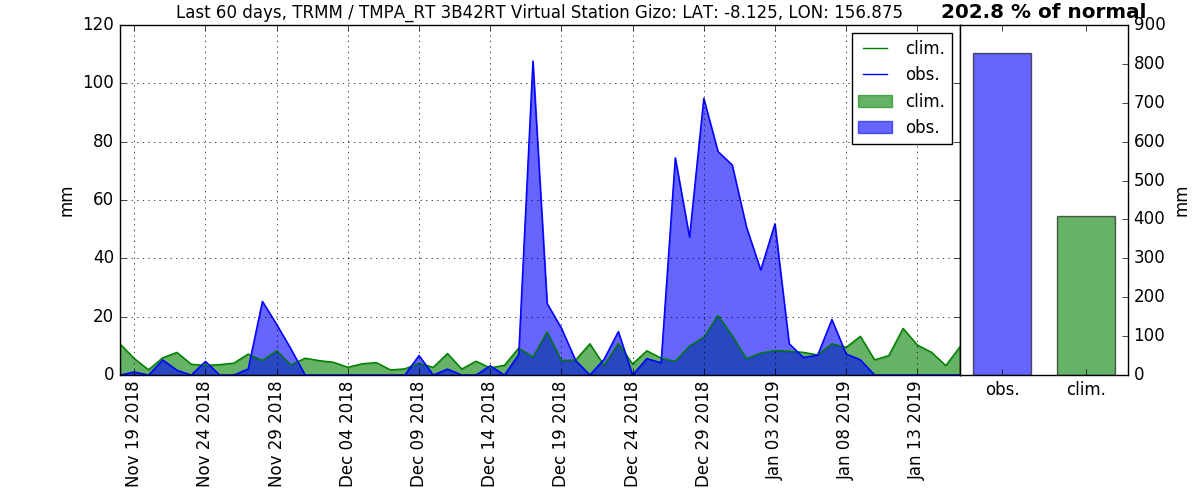 Last 60 days, TRMM / TMPA_RT 3B42RT Virtual Station Gizo: LAT: -8.125, LON: 156.875
202.8 % of normal
120
100
80
60
40
20
0
mm
clim.
obs.
clim.
obs.
900
800
700
600
500
400
300
200
100
0
mm
obs.
clim.
Nov 19 2018
Nov 24 2018
Nov 29 2018
Dec 04 2018
Dec 09 2018
Dec 14 2018
Dec 19 2018
Dec 24 2018
Dec 29 2018
Jan 03 2019
Jan 08 2019
Jan 13 2019